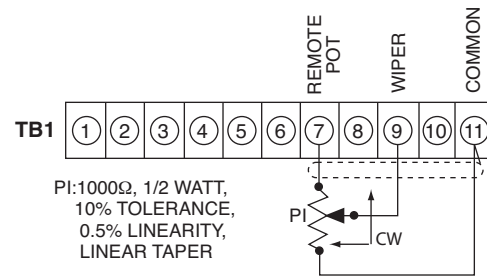 REMOTE
POT
WIPER
COMMON
TB1 1 2 3 4 5 6 7 8 9 10 11
PI:1000Ω, 1/2 WATT,
10% TOLERANCE,
0.5% LINEARITY,
LINEAR TAPER
PI
CW